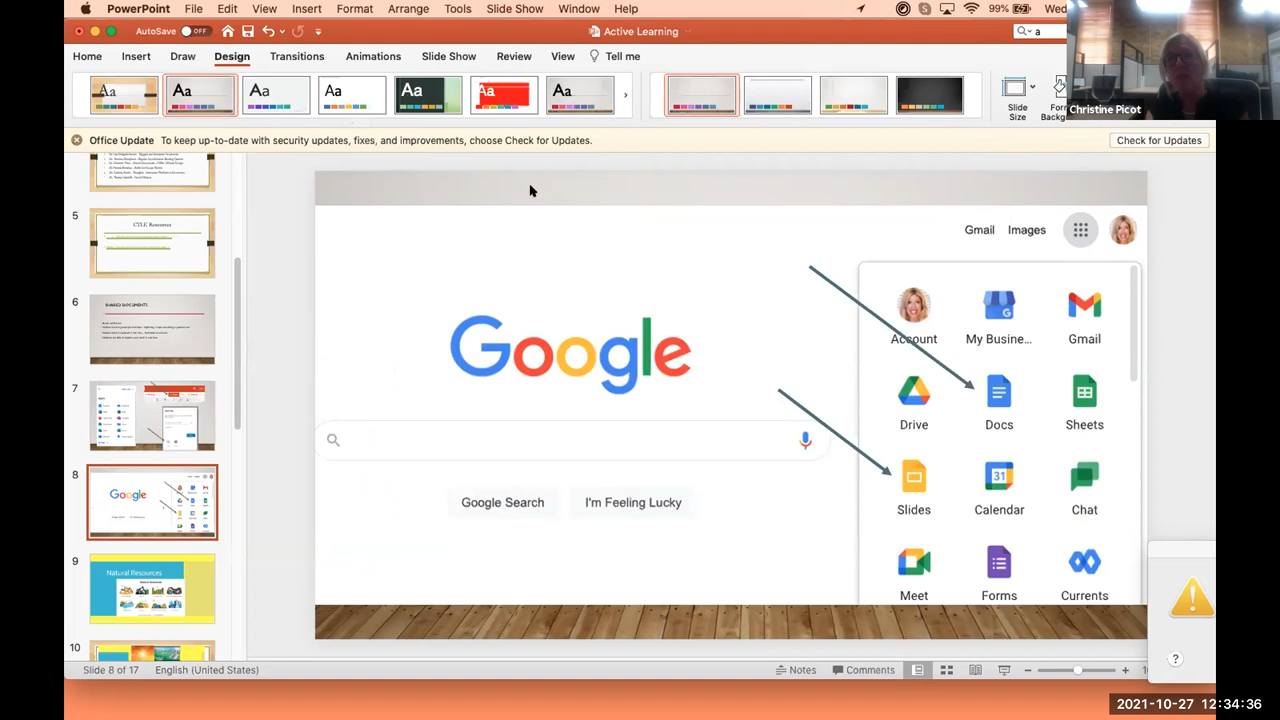 PowerPoint File Edit View Insert Format Arrange Tools Slide Show Window Help 99% Wed
AutoSave OFF Active Learning a
Home Insert Draw Design Transitions Animations Slide Show Review View Tell me
Aa Aa Aa Aa Aa Aa Aa
Slide Size
Christine Picot
Office Update To keep up-to-date with security updates, fixes, and improvements, choose Check for Updates. Check for Updates
5
CTLE Resources
6
SHARED DOCUMENTS
7
8
Google
9
Natural Resources
10
Gmail Images
Google
Google Search I'm Feeling Lucky
Account My Busine... Gmail
Drive Docs Sheets
31
Slides Calendar Chat
Meet Forms Currents
?
Slide 8 of 17 English (United States) Notes Comments
2021-10-27 12:34:36